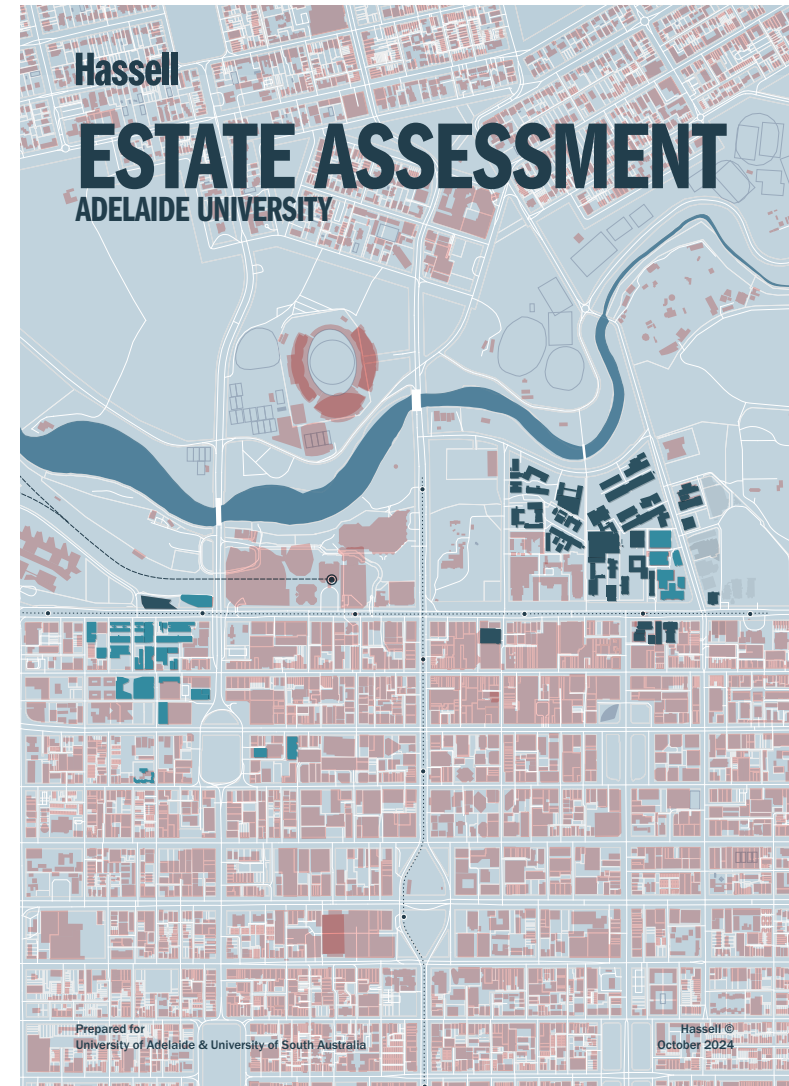 Hassell
ESTATE ASSESSMENT
ADELAIDE UNIVERSITY
Prepared for
University of Adelaide & University of South Australia
Hassell ©
October 2024